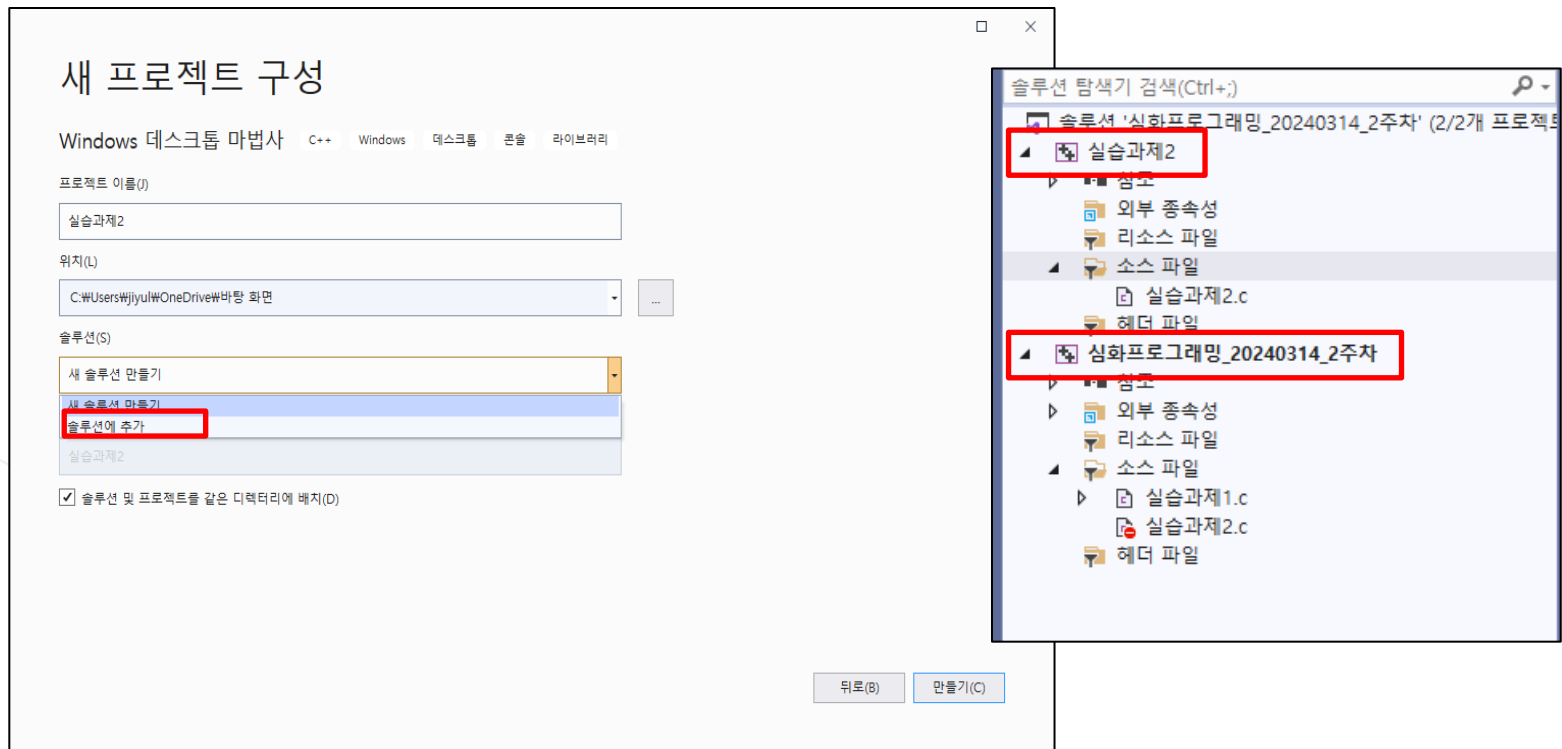 새 프로젝트 구성
Windows 데스크톱 마법사 C++ Windows 데스크톱 콘솔 라이브러리
프로젝트 이름(J)
실습과제2
위치(L)
C:₩Users₩jiyul₩OneDrive₩바탕 화면
...
솔루션(S)
새 솔루션 만들기
새 솔루션 만들기
솔루션에 추가
실습과제2
솔루션 및 프로젝트를 같은 디렉터리에 배치(D)
뒤로(B) 만들기(C)
솔루션 탐색기 검색(Ctrl+;)
솔루션 '심화프로그래밍_20240314_2주차' (2/2개 프로젝트
실습과제2
참조
외부 종속성
리소스 파일
소스 파일
실습과제2.c
헤더 파일
심화프로그래밍_20240314_2주차
참조
외부 종속성
리소스 파일
소스 파일
실습과제1.c
실습과제2.c
헤더 파일